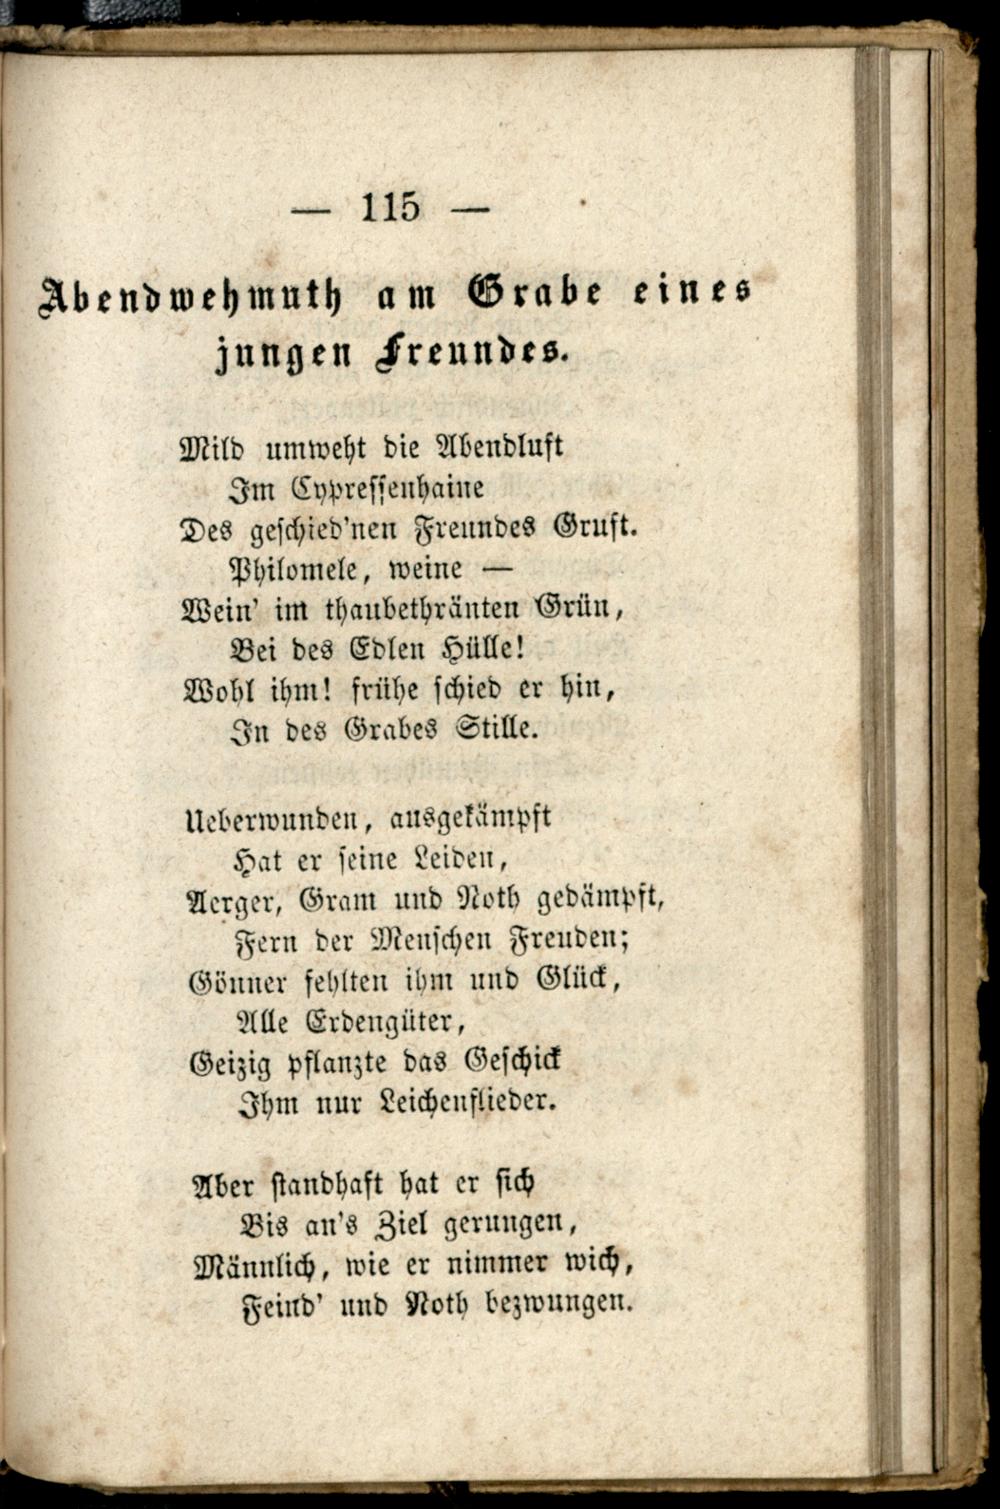 — 115 —
Abendwehmuth am Grabe eines
jungen Freundes.
Mild umweht die Abendluft
Im Cypressenhaine
Des geschied'nen Freundes Gruft.
Philomele, weine —
Wein' im thaubethränten Grün,
Bei des Edlen Hülle!
Wohl ihm! frühe schied er hin,
In des Grabes Stille.
Ueberwunden, ausgekämpft
Hat er seine Leiden,
Aerger, Gram und Noth gedämpft,
Fern der Menschen Freuden;
Gönner fehlten ihm und Glück,
Alle Erdengüter,
Geizig pflanzte das Geschick
Ihm nur Leichenflieder.
Aber standhaft hat er sich
Bis an's Ziel gerungen,
Männlich, wie er nimmer wich,
Feind' und Noth bezwungen.